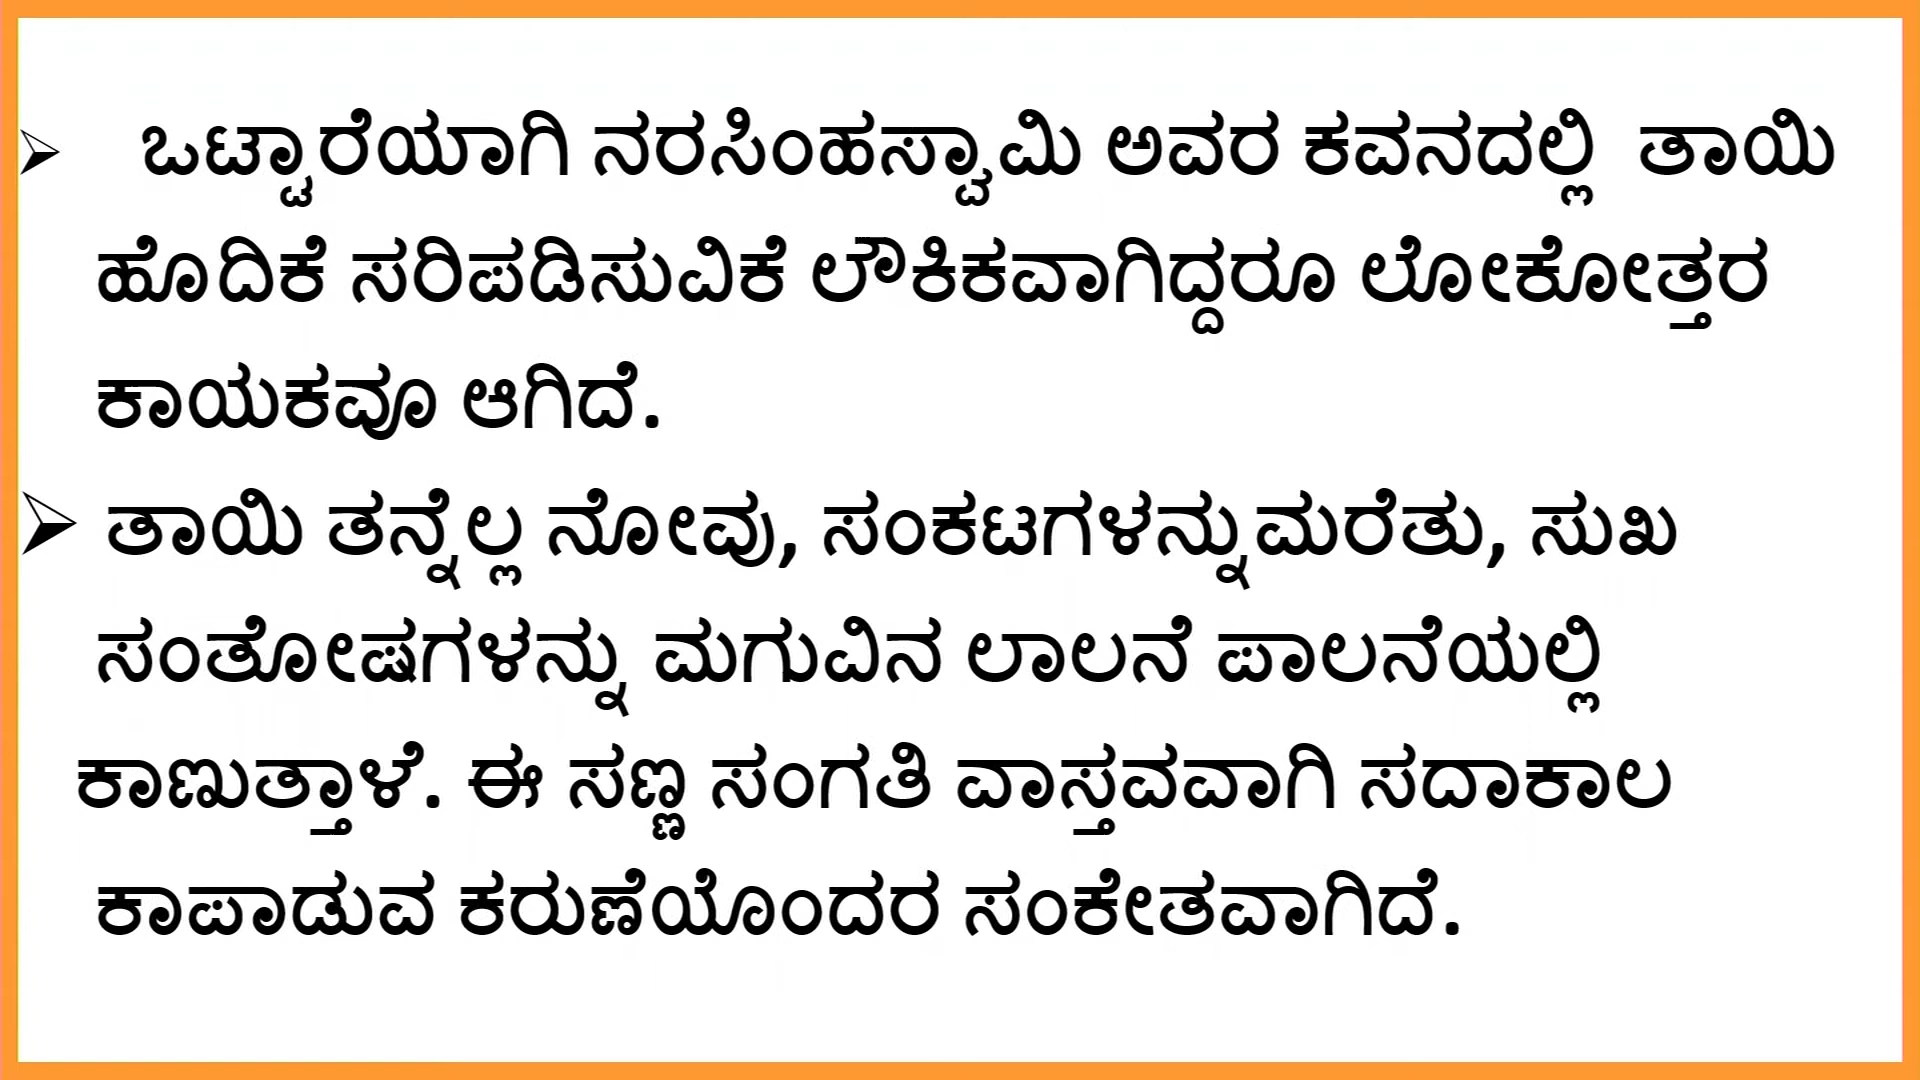 ➢ ಒಟ್ಟಾರೆಯಾಗಿ ನರಸಿಂಹಸ್ವಾಮಿ ಅವರ ಕವನದಲ್ಲಿ ತಾಯಿ
ಹೊದಿಕೆ ಸರಿಪಡಿಸುವಿಕೆ ಲೌಕಿಕವಾಗಿದ್ದರೂ ಲೋಕೋತ್ತರ
ಕಾಯಕವೂ ಆಗಿದೆ.
➢ ತಾಯಿ ತನ್ನೆಲ್ಲ ನೋವು, ಸಂಕಟಗಳನ್ನುಮರೆತು, ಸುಖ
ಸಂತೋಷಗಳನ್ನು ಮಗುವಿನ ಲಾಲನೆ ಪಾಲನೆಯಲ್ಲಿ
ಕಾಣುತ್ತಾಳೆ. ಈ ಸಣ್ಣ ಸಂಗತಿ ವಾಸ್ತವವಾಗಿ ಸದಾಕಾಲ
ಕಾಪಾಡುವ ಕರುಣೆಯೊಂದರ ಸಂಕೇತವಾಗಿದೆ.